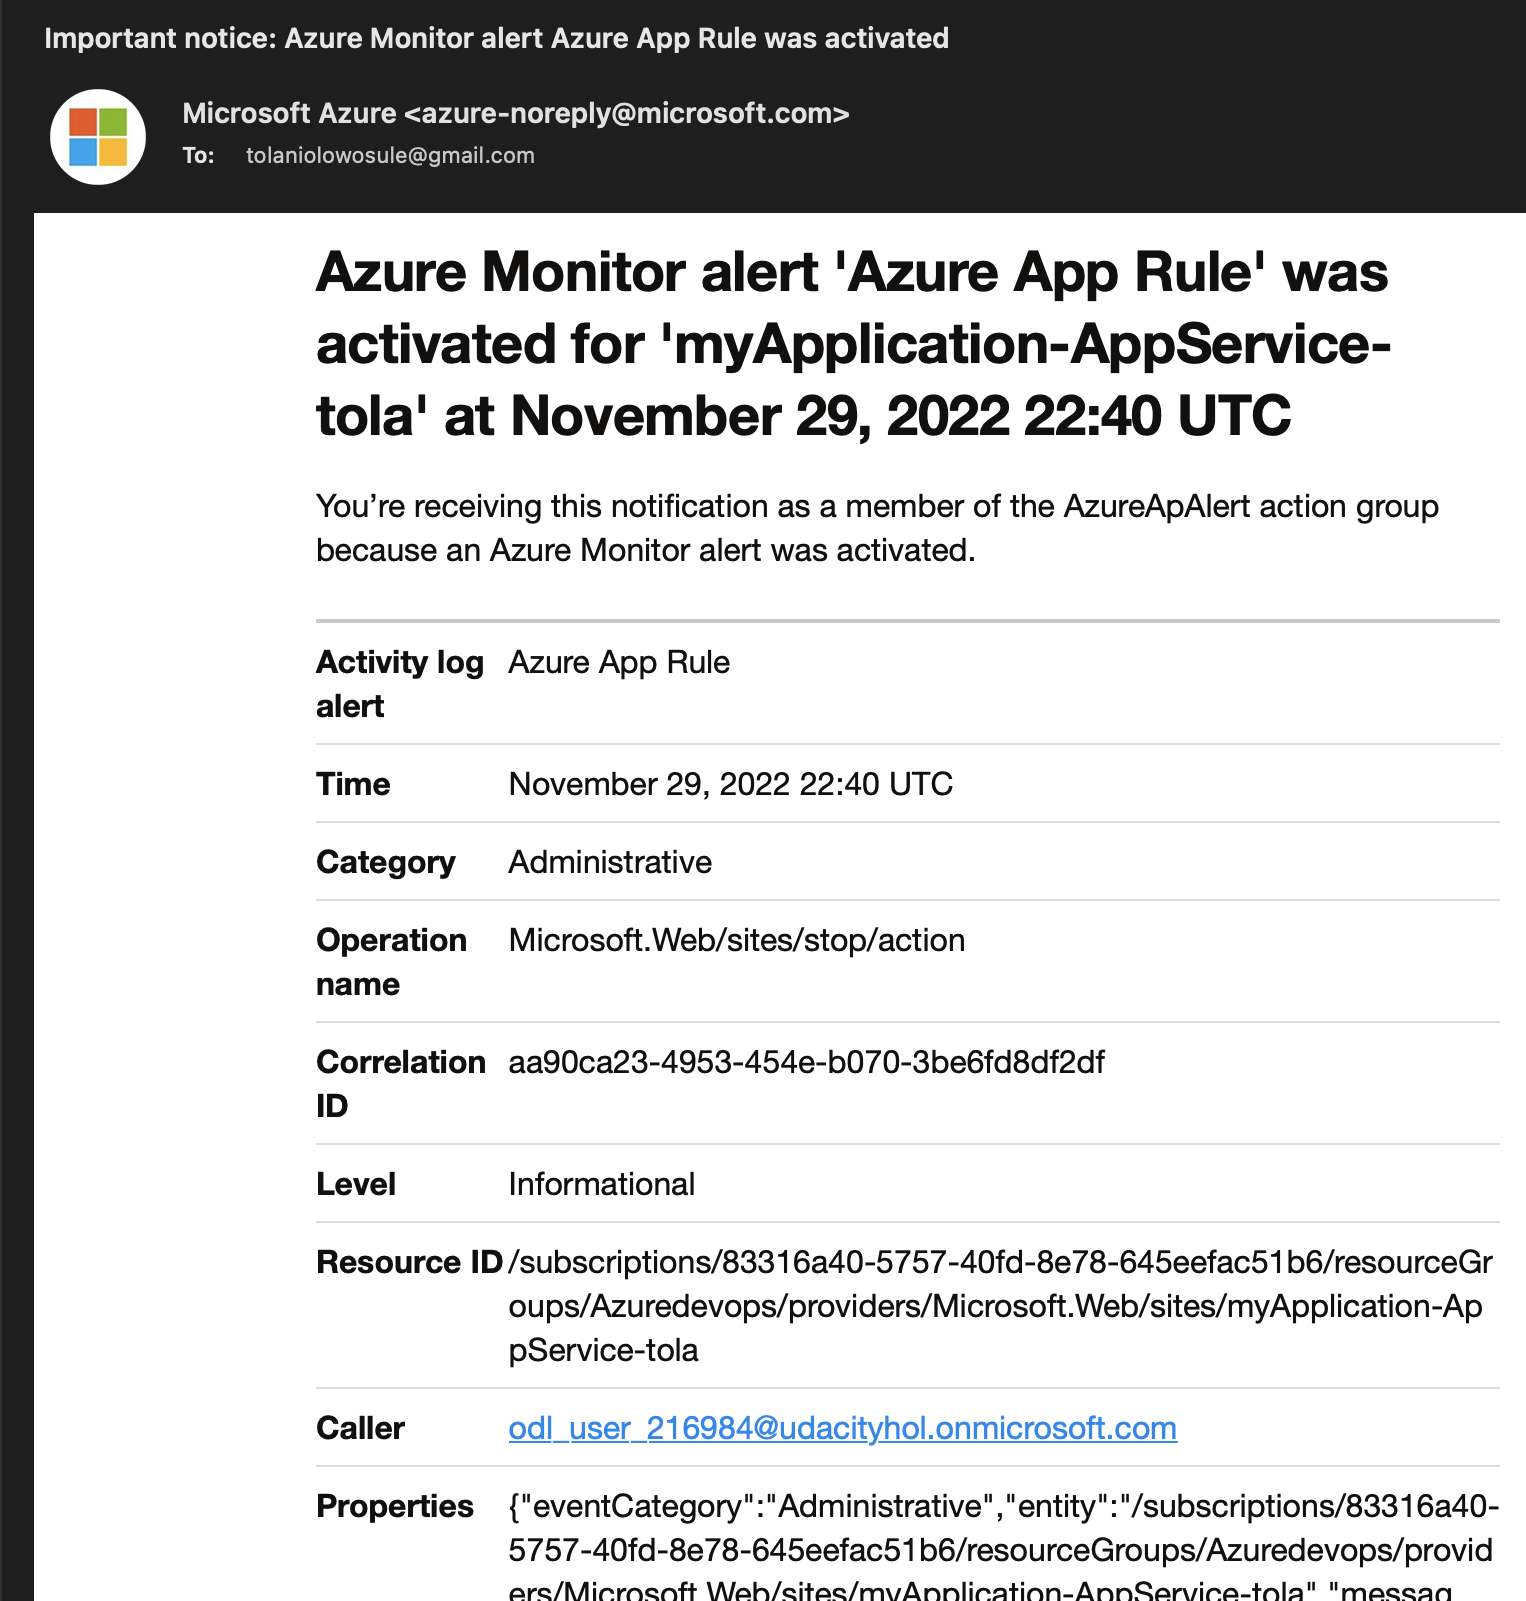 Important notice: Azure Monitor alert Azure App Rule was activated
Microsoft Azure <azure-noreply@microsoft.com>
To: tolaniolowosule@gmail.com
Azure Monitor alert 'Azure App Rule' was
activated for 'myApplication-AppService-
tola' at November 29, 2022 22:40 UTC
You’re receiving this notification as a member of the AzureApAlert action group
because an Azure Monitor alert was activated.
Activity log Azure App Rule
alert
Time November 29, 2022 22:40 UTC
Category Administrative
Operation Microsoft.Web/sites/stop/action
name
Correlation aa90ca23-4953-454e-b070-3be6fd8df2df
ID
Level Informational
Resource ID /subscriptions/83316a40-5757-40fd-8e78-645eefac51b6/resourceGr
oups/Azuredevops/providers/Microsoft.Web/sites/myApplication-Ap
pService-tola
Caller odl_user_216984@udacityhol.onmicrosoft.com
Properties {"eventCategory":"Administrative","entity":"/subscriptions/83316a40-
5757-40fd-8e78-645eefac51b6/resourceGroups/Azuredevops/provid
ers/Microsoft.Web/sites/myApplication-AppService-tola","messag